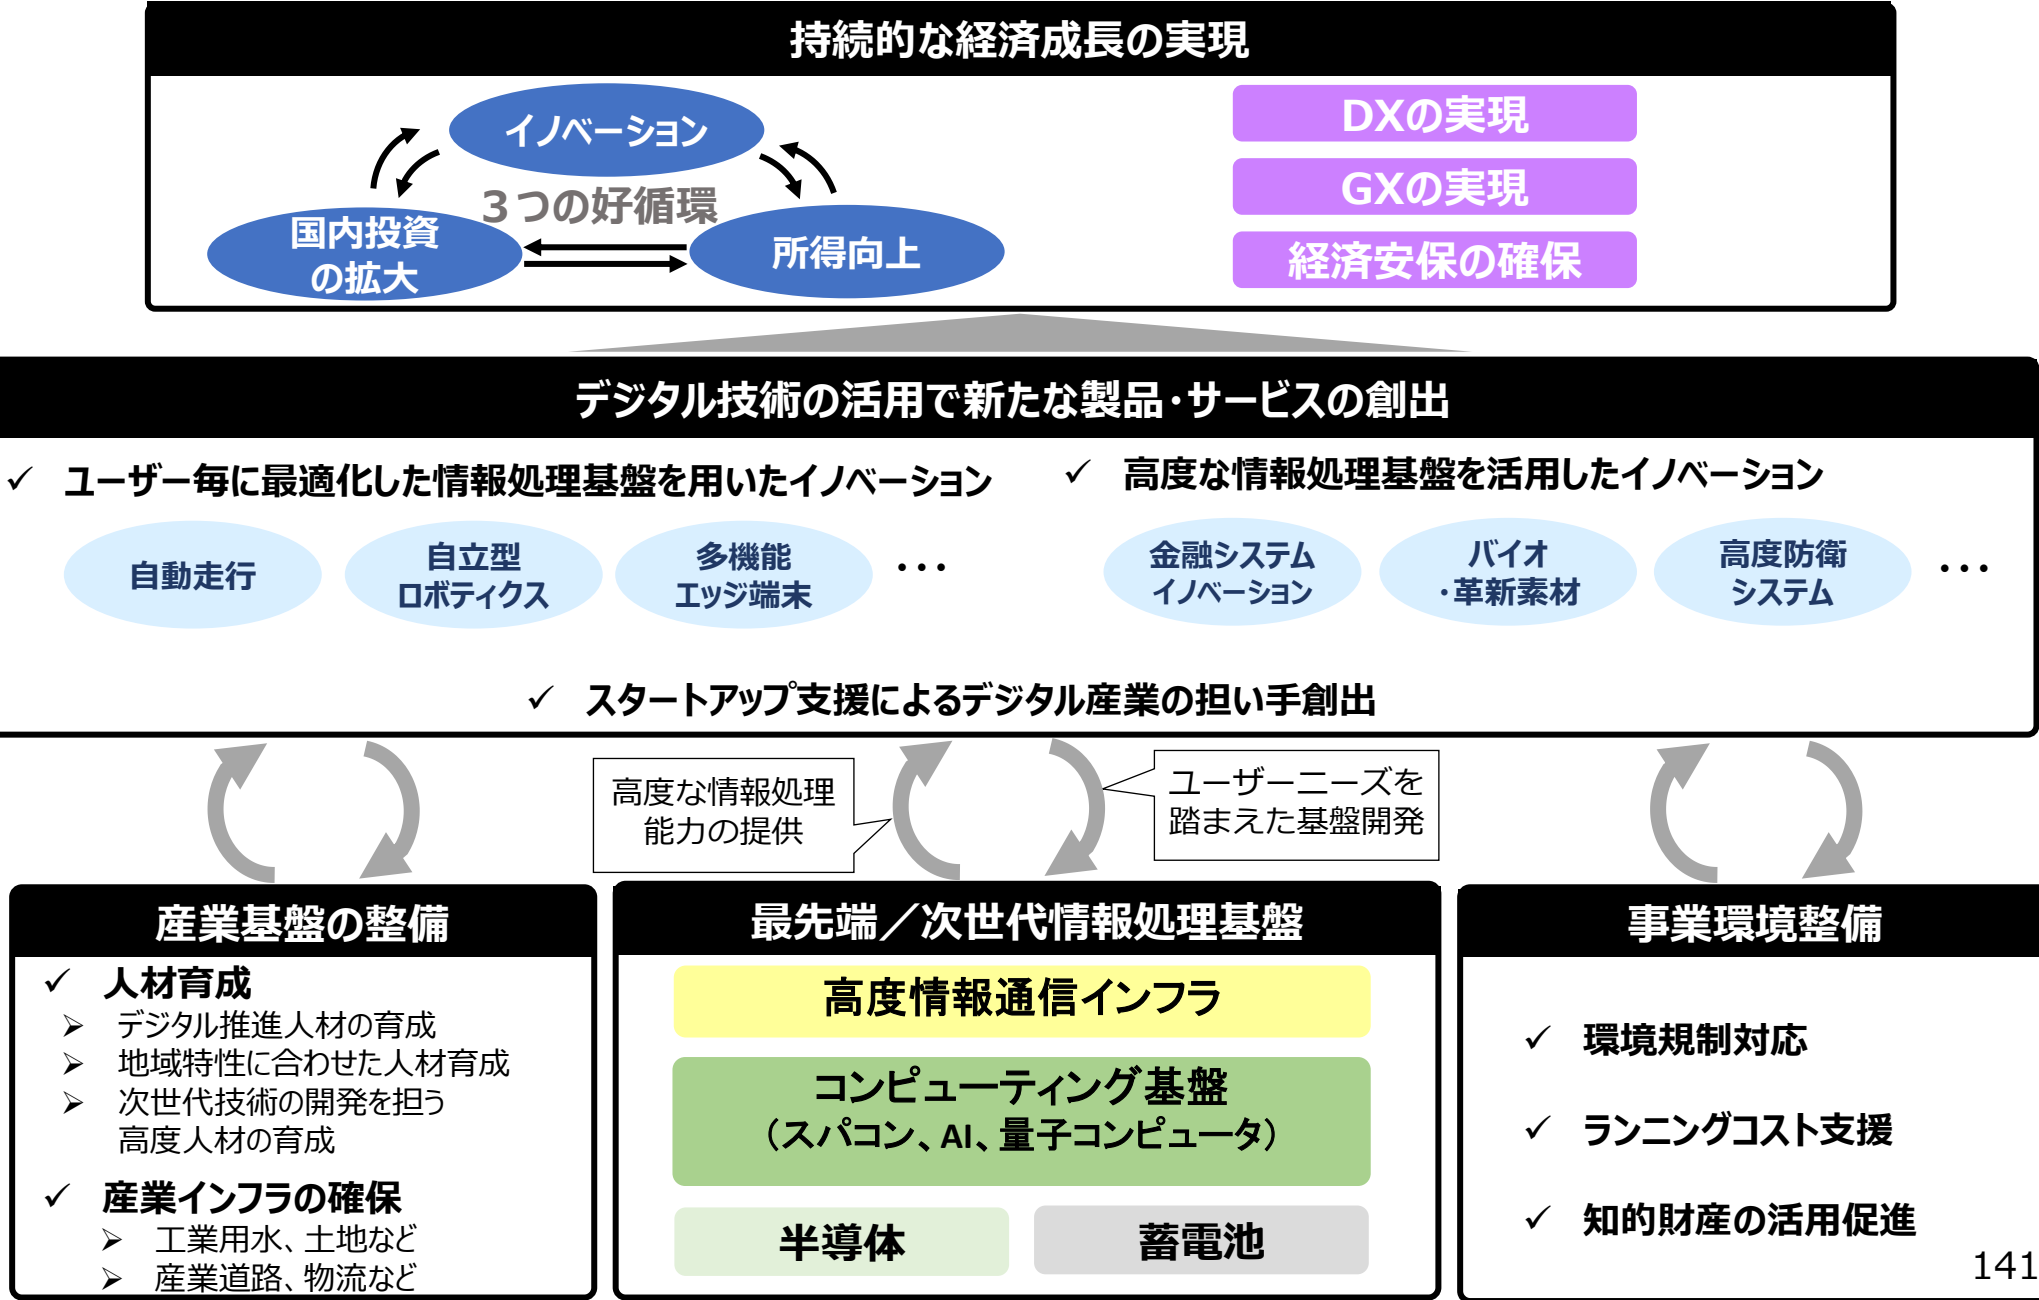 持続的な経済成長の実現
イノベーション
3つの好循環
国内投資
の拡大
所得向上
DXの実現
GXの実現
経済安保の確保
デジタル技術の活用で新たな製品・サービスの創出
✓ ユーザー毎に最適化した情報処理基盤を用いたイノベーション
自動走行
自立型
ロボティクス
多機能
エッジ端末
・・・
✓ 高度な情報処理基盤を活用したイノベーション
金融システム
イノベーション
バイオ
・革新素材
高度防衛
システム
・・・
✓ スタートアップ支援によるデジタル産業の担い手創出
高度な情報処理
能力の提供
ユーザーニーズを
踏まえた基盤開発
産業基盤の整備
✓ 人材育成
➢ デジタル推進人材の育成
➢ 地域特性に合わせた人材育成
➢ 次世代技術の開発を担う
高度人材の育成
✓ 産業インフラの確保
➢ 工業用水、土地など
➢ 産業道路、物流など
最先端／次世代情報処理基盤
高度情報通信インフラ
コンピューティング基盤
（スパコン、AI、量子コンピュータ）
半導体
蓄電池
事業環境整備
✓ 環境規制対応
✓ ランニングコスト支援
✓ 知的財産の活用促進
141